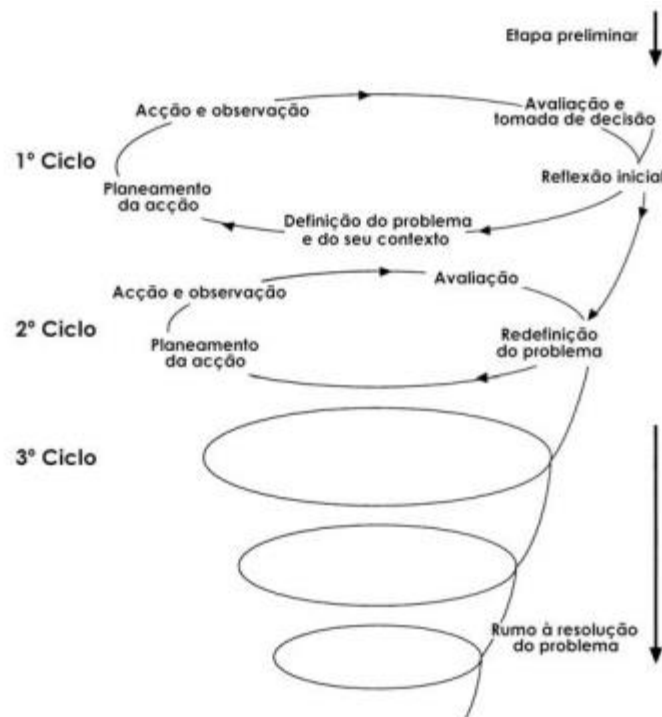 Etapa preliminar
Acção e observação
Avaliação e
tomada de decisão
1º Ciclo
Reflexão inicial
Planeamento
da acção
Definição do problema
e do seu contexto
Acção e observação
Avaliação
2º Ciclo
Planeamento
da acção
Redefinição
do problema
3º Ciclo
Rumo à resolução
do problema